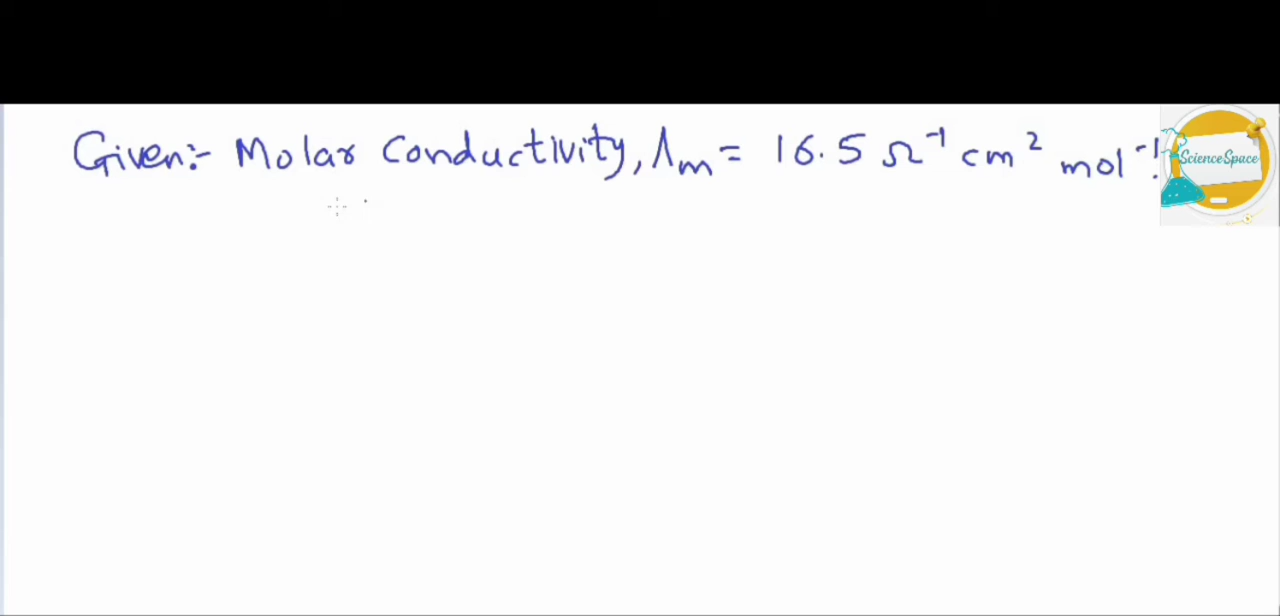 Given:- Molar Conductivity, Λm = 16.5 Ω⁻¹ cm² mol⁻¹.
ScienceSpace